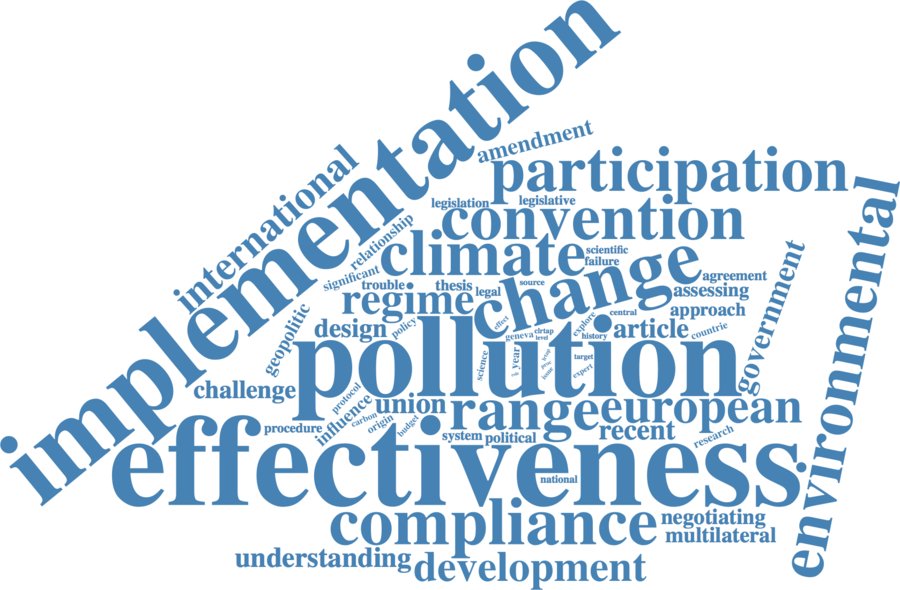 implementation
amendment
participation
international
legislation
legislative
convention
relationship
climate
scientific
failure
change
significant
trouble
thesis
legal
source
agreement
assessing
regime
government
environmental
geopolitic
design
policy
effect
geneva
clrtap
level
explore
central
history
article
approach
countrie
pollution
science
year
target
expert
issue
challenge
protocol
influence
carbon
origin
budget
union
range
european
procedure
system
political
recent
research
effectiveness
national
compliance
negotiating
multilateral
understanding
development